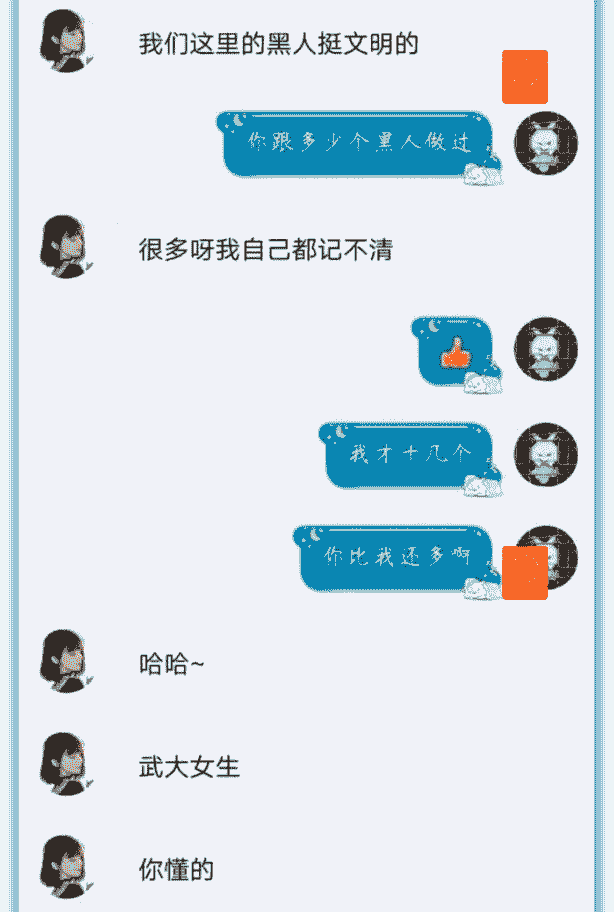 我们这里的黑人挺文明的
你跟多少个黑人做过
很多呀我自己都记不清
我才十几个
你比我还多啊
哈哈~
武大女生
你懂的